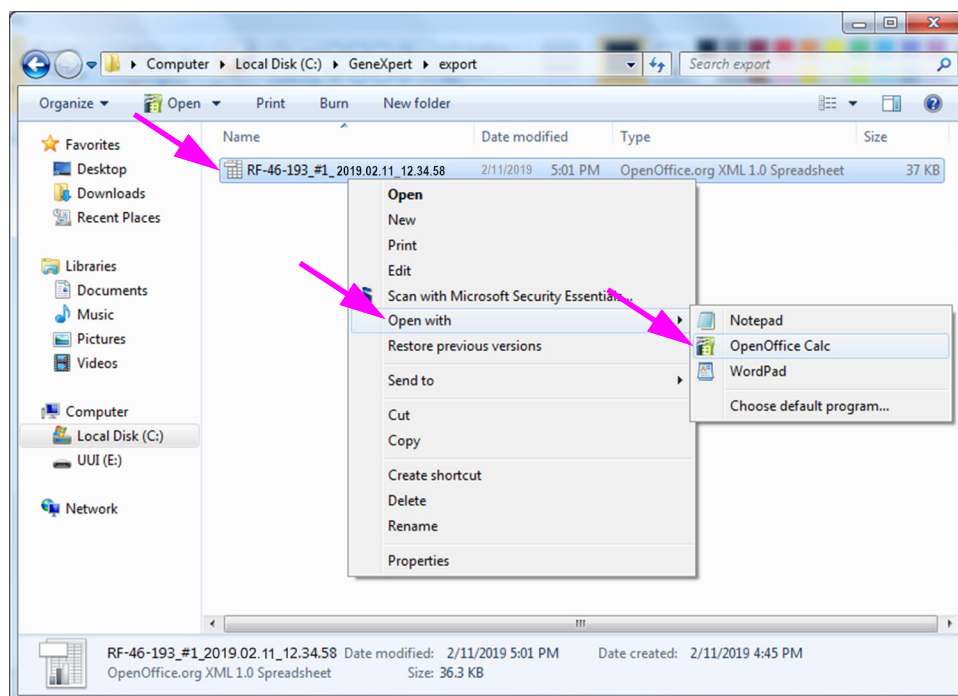 Computer Local Disk (C:) GeneXpert export Search export
Organize Open Print Burn New folder
Name Date modified Type Size
Favorites
Desktop
Downloads
Recent Places
Libraries
Documents
Music
Pictures
Videos
Computer
Local Disk (C:)
UUI (E:)
Network
RF-46-193_#1_2019.02.11_12.34.58 2/11/2019 5:01 PM OpenOffice.org XML 1.0 Spreadsheet 37 KB
Open
New
Print
Edit
Scan with Microsoft Security Essentials...
Open with
Restore previous versions
Send to
Cut
Copy
Create shortcut
Delete
Rename
Properties
Notepad
OpenOffice Calc
WordPad
Choose default program...
RF-46-193_#1_2019.02.11_12.34.58 Date modified: 2/11/2019 5:01 PM Date created: 2/11/2019 4:45 PM
OpenOffice.org XML 1.0 Spreadsheet Size: 36.3 KB